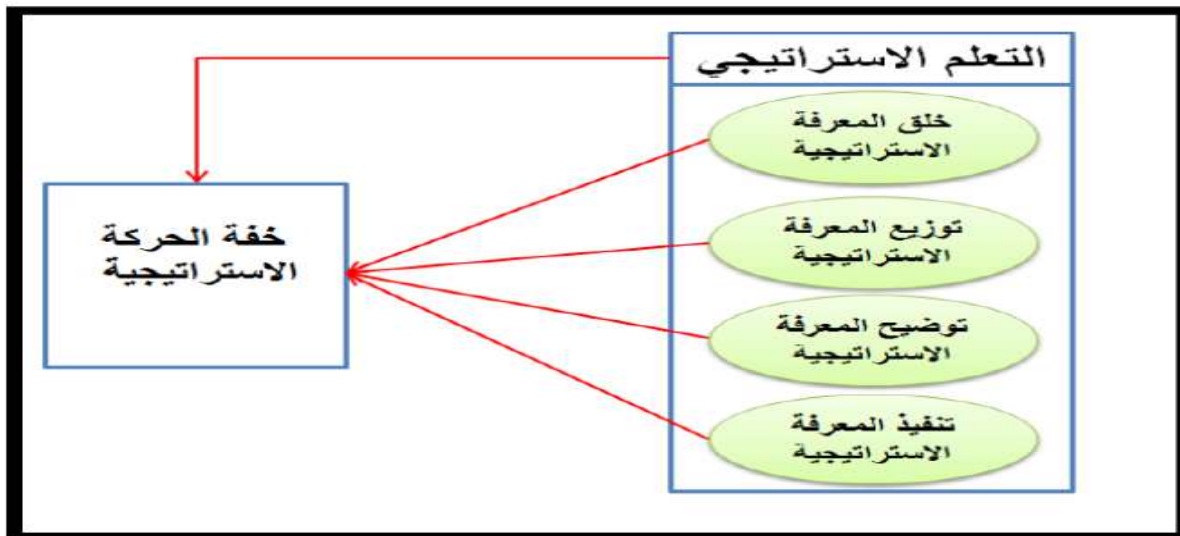 التعلم الاستراتيجي
خلق المعرفة
الاستراتيجية
توزيع المعرفة
الاستراتيجية
توضيح المعرفة
الاستراتيجية
تنفيذ المعرفة
الاستراتيجية
خفة الحركة
الاستراتيجية